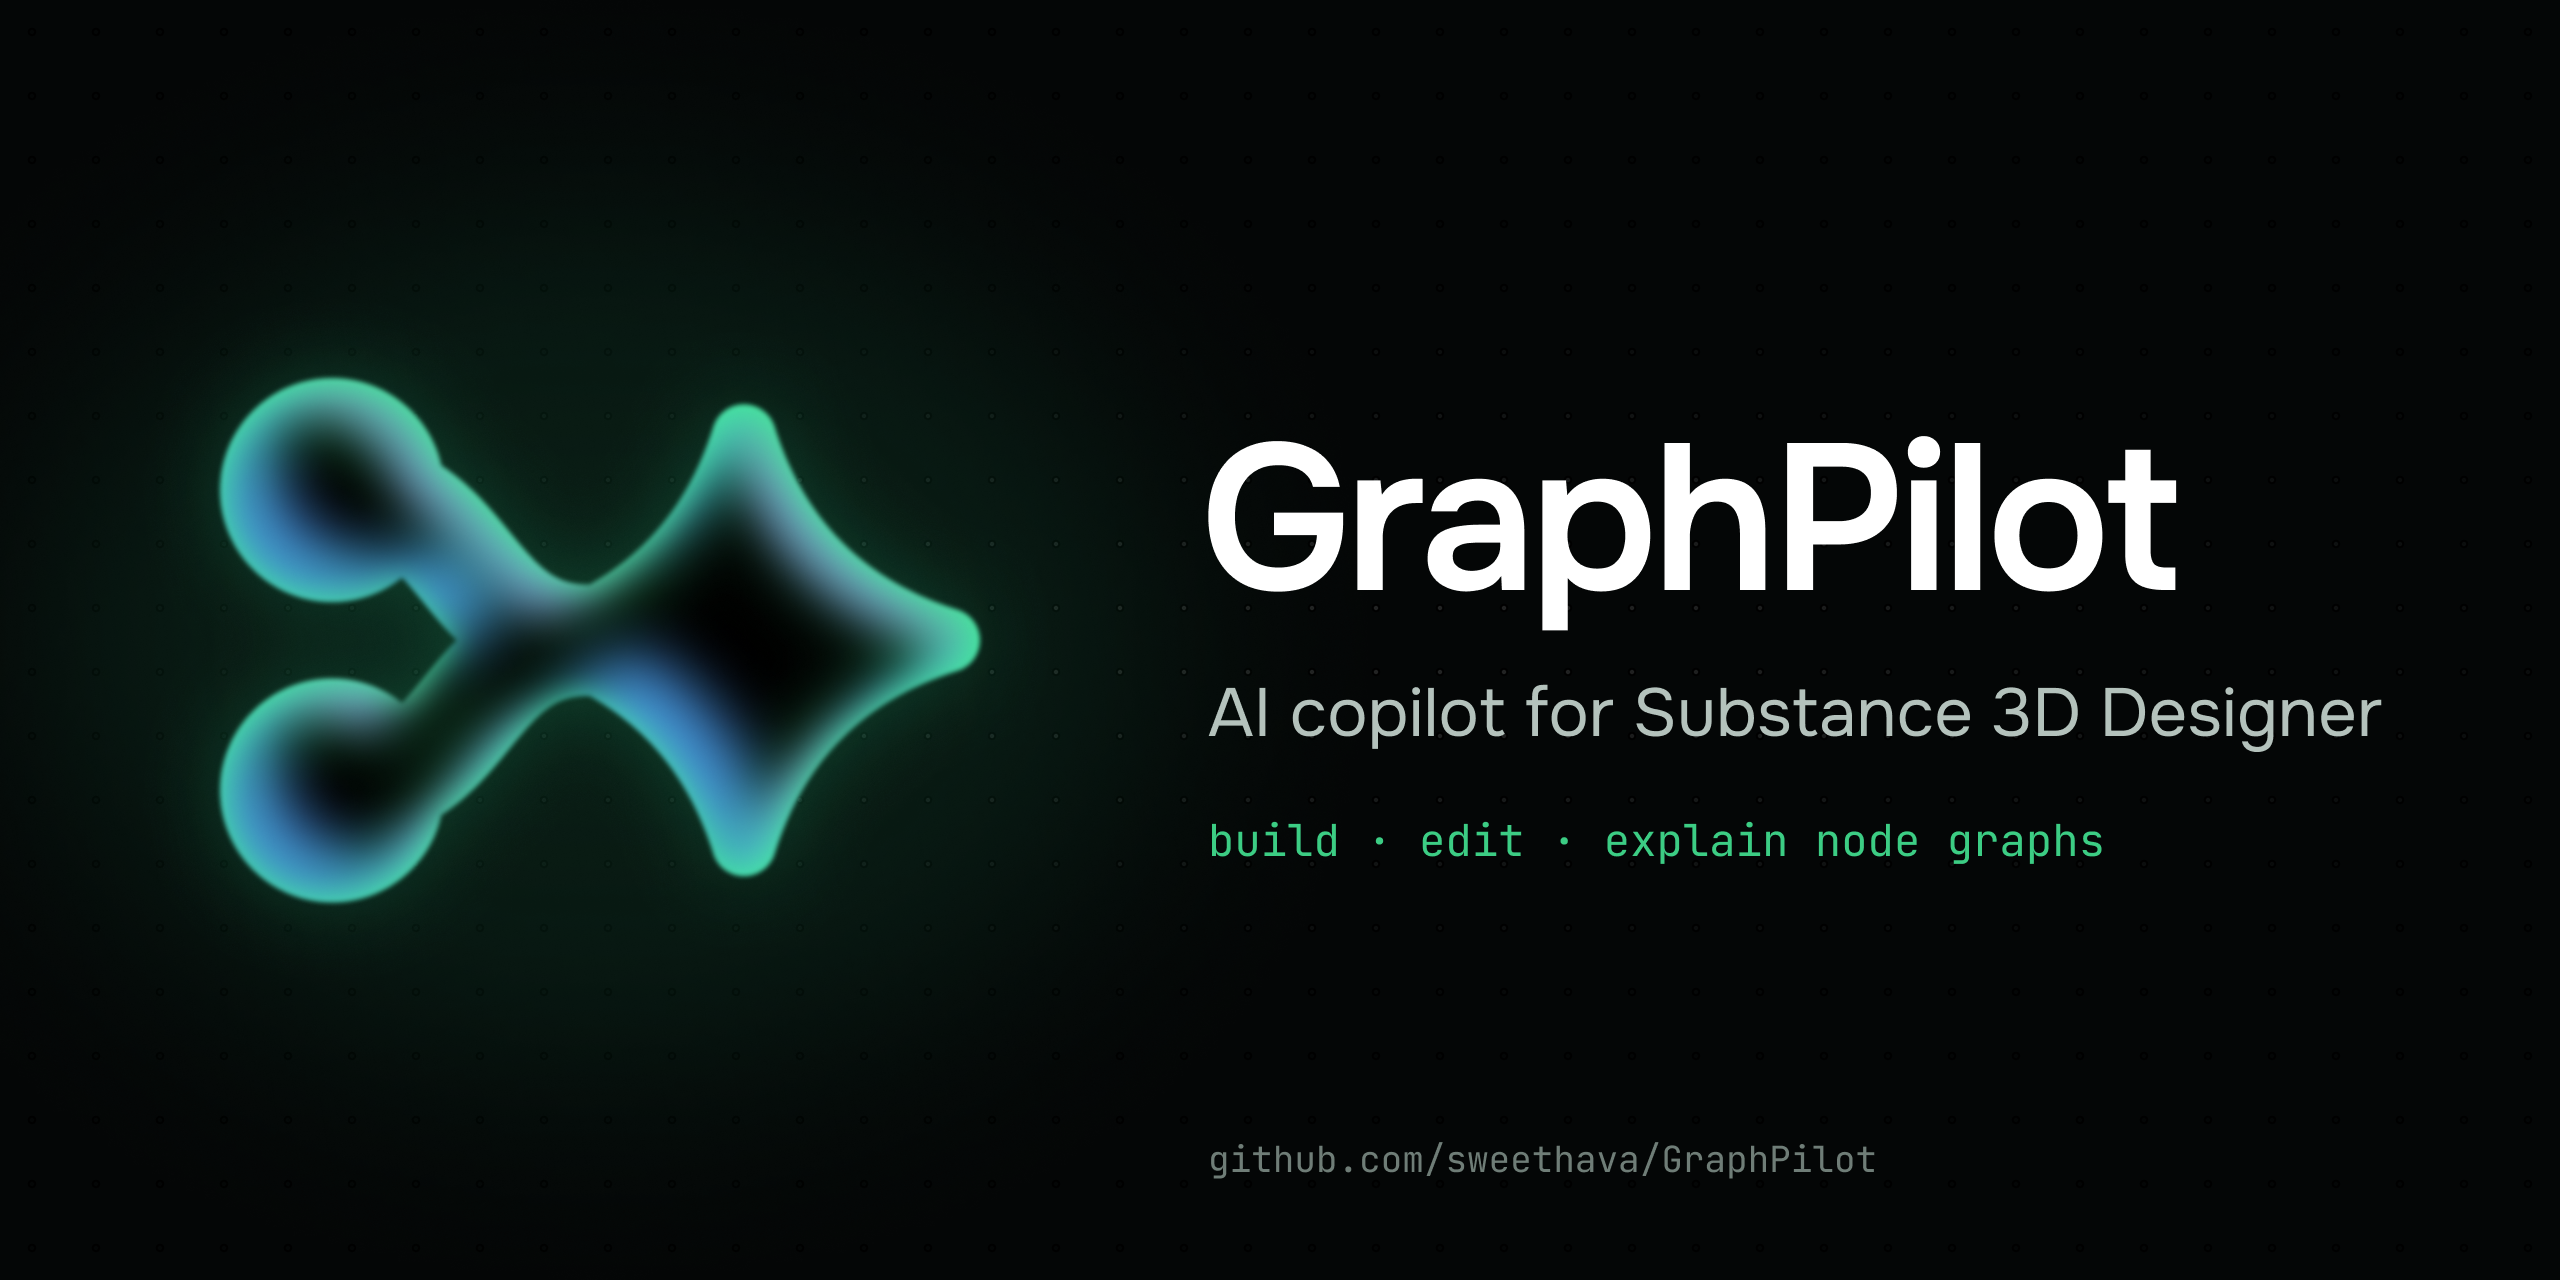 GraphPilot
AI copilot for Substance 3D Designer
build · edit · explain node graphs
github.com/sweethava/GraphPilot